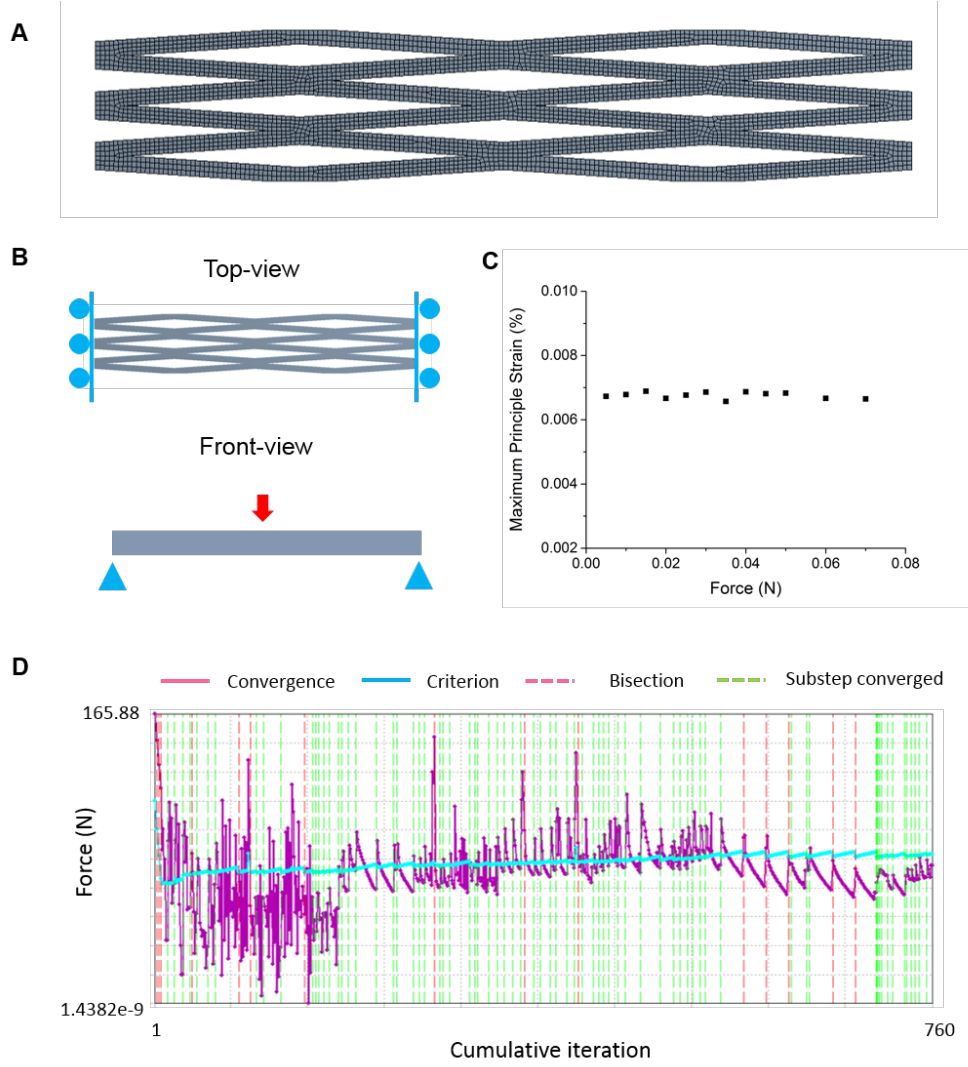 A
B
Top-view
Front-view
C
Maximum Principle Strain (%)
0.010
0.008
0.006
0.004
0.002
0.00
0.02
0.04
0.06
0.08
Force (N)
D
Convergence
Criterion
Bisection
Substep converged
165.88
Force (N)
1.4382e-9
1
760
Cumulative iteration